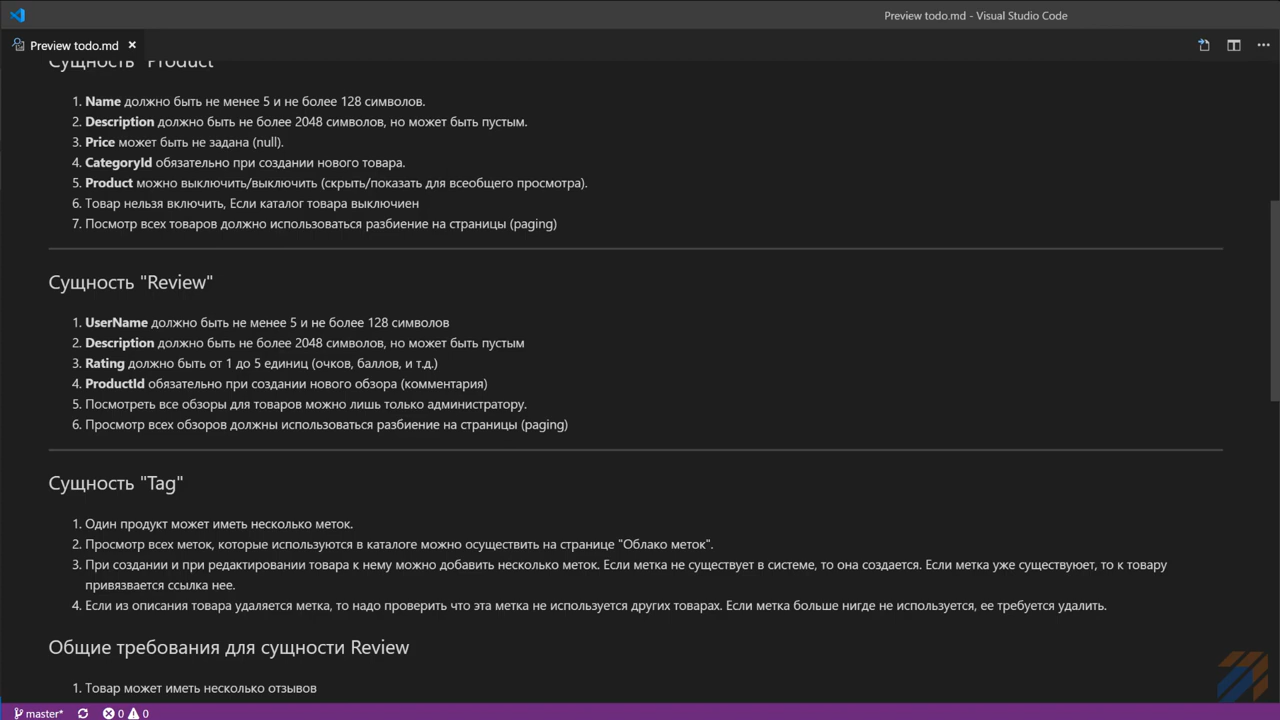 Preview todo.md - Visual Studio Code
Preview todo.md ×
Сущность "Product"
1. Name должно быть не менее 5 и не более 128 символов.
2. Description должно быть не более 2048 символов, но может быть пустым.
3. Price может быть не задана (null).
4. CategoryId обязательно при создании нового товара.
5. Product можно выключить/выключить (скрыть/показать для всеобщего просмотра).
6. Товар нельзя включить, Если каталог товара выключиен
7. Посмотр всех товаров должно использоваться разбиение на страницы (paging)
Сущность "Review"
1. UserName должно быть не менее 5 и не более 128 символов
2. Description должно быть не более 2048 символов, но может быть пустым
3. Rating должно быть от 1 до 5 единиц (очков, баллов, и т.д.)
4. ProductId обязательно при создании нового обзора (комментария)
5. Посмотреть все обзоры для товаров можно лишь только администратору.
6. Просмотр всех обзоров должны использоваться разбиение на страницы (paging)
Сущность "Tag"
1. Один продукт может иметь несколько меток.
2. Просмотр всех меток, которые используются в каталоге можно осуществить на странице "Облако меток".
3. При создании и при редактировании товара к нему можно добавить несколько меток. Если метка не существует в системе, то она создается. Если метка уже существуюет, то к товару
привязвается ссылка нее.
4. Если из описания товара удаляется метка, то надо проверить что эта метка не используется других товарах. Если метка больше нигде не используется, ее требуется удалить.
Общие требования для сущности Review
1. Товар может иметь несколько отзывов
master* 0 0